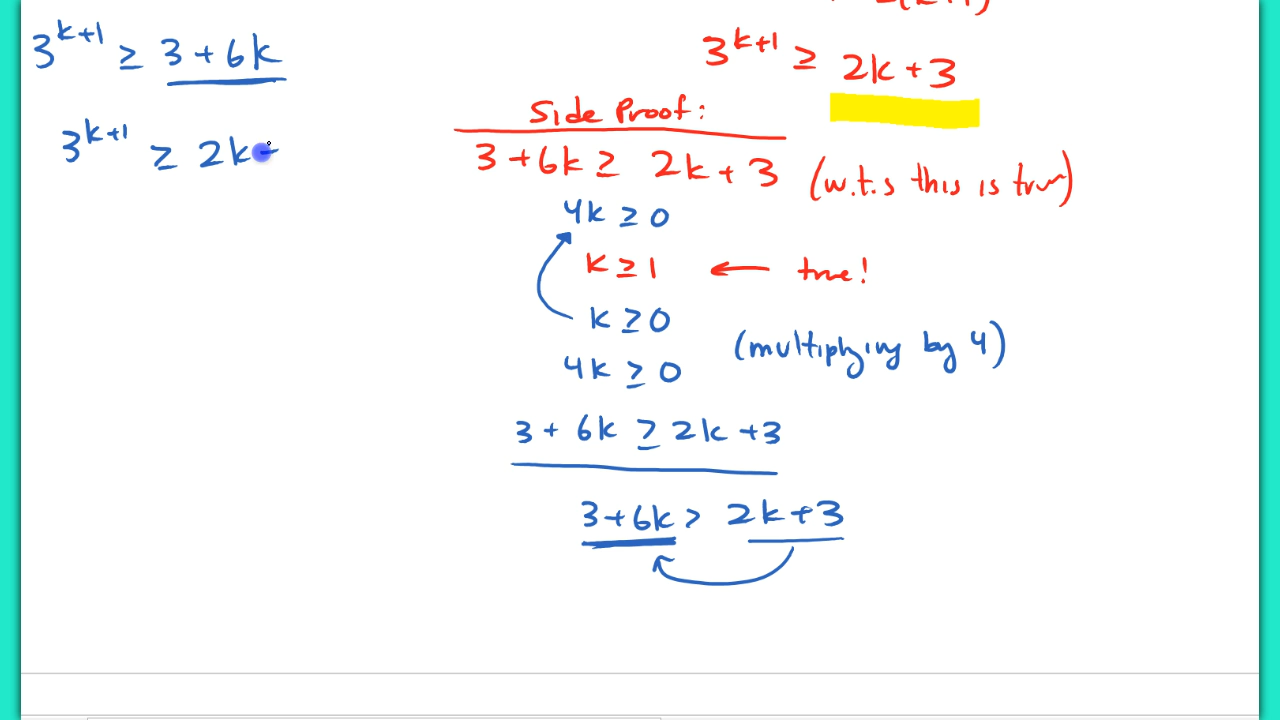 3^{k+1} ≥ 3 + 6k
3^{k+1} ≥ 2k +
3^{k+1} ≥ 2k + 3
Side Proof:
3 + 6k ≥ 2k + 3 (w.t.s this is true)
4k ≥ 0
k ≥ 1 ← true!
k ≥ 0
(multiplying by 4)
4k ≥ 0
3 + 6k ≥ 2k + 3
3 + 6k > 2k + 3